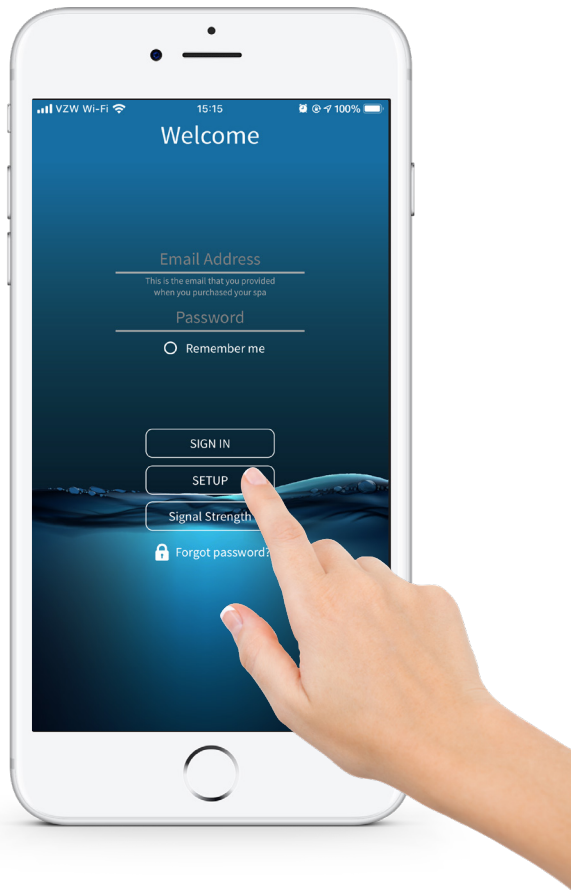 VZW Wi-Fi 15:15 100%
Welcome
Email Address
This is the email that you provided
when you purchased your spa
Password
Remember me
SIGN IN
SETUP
Signal Strength
Forgot password?